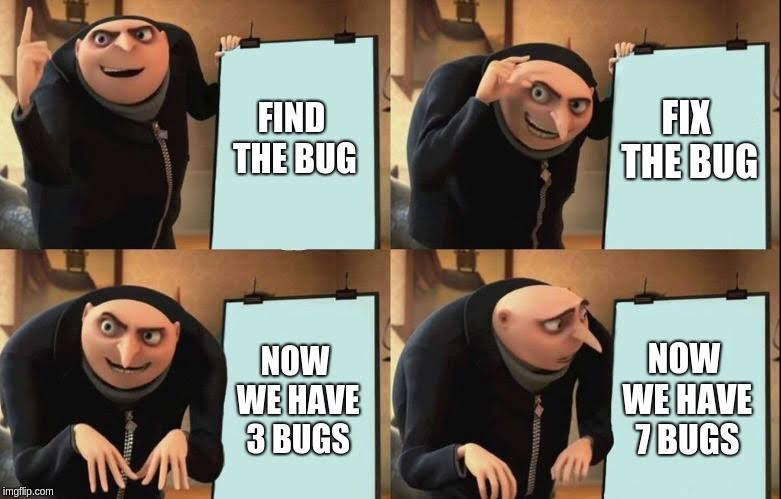 FIND
THE BUG
FIX
THE BUG
NOW
WE HAVE
3 BUGS
NOW
WE HAVE
7 BUGS
imgflip.com